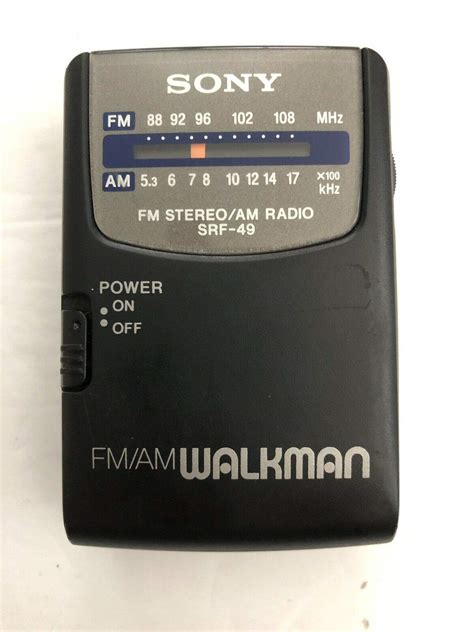 SONY
FM 88 92 96 102 108 MHz
AM 5.3 6 7 8 10 12 14 17 ×100 kHz
FM STEREO/AM RADIO
SRF-49
POWER
ON
OFF
FM/AM WALKMAN